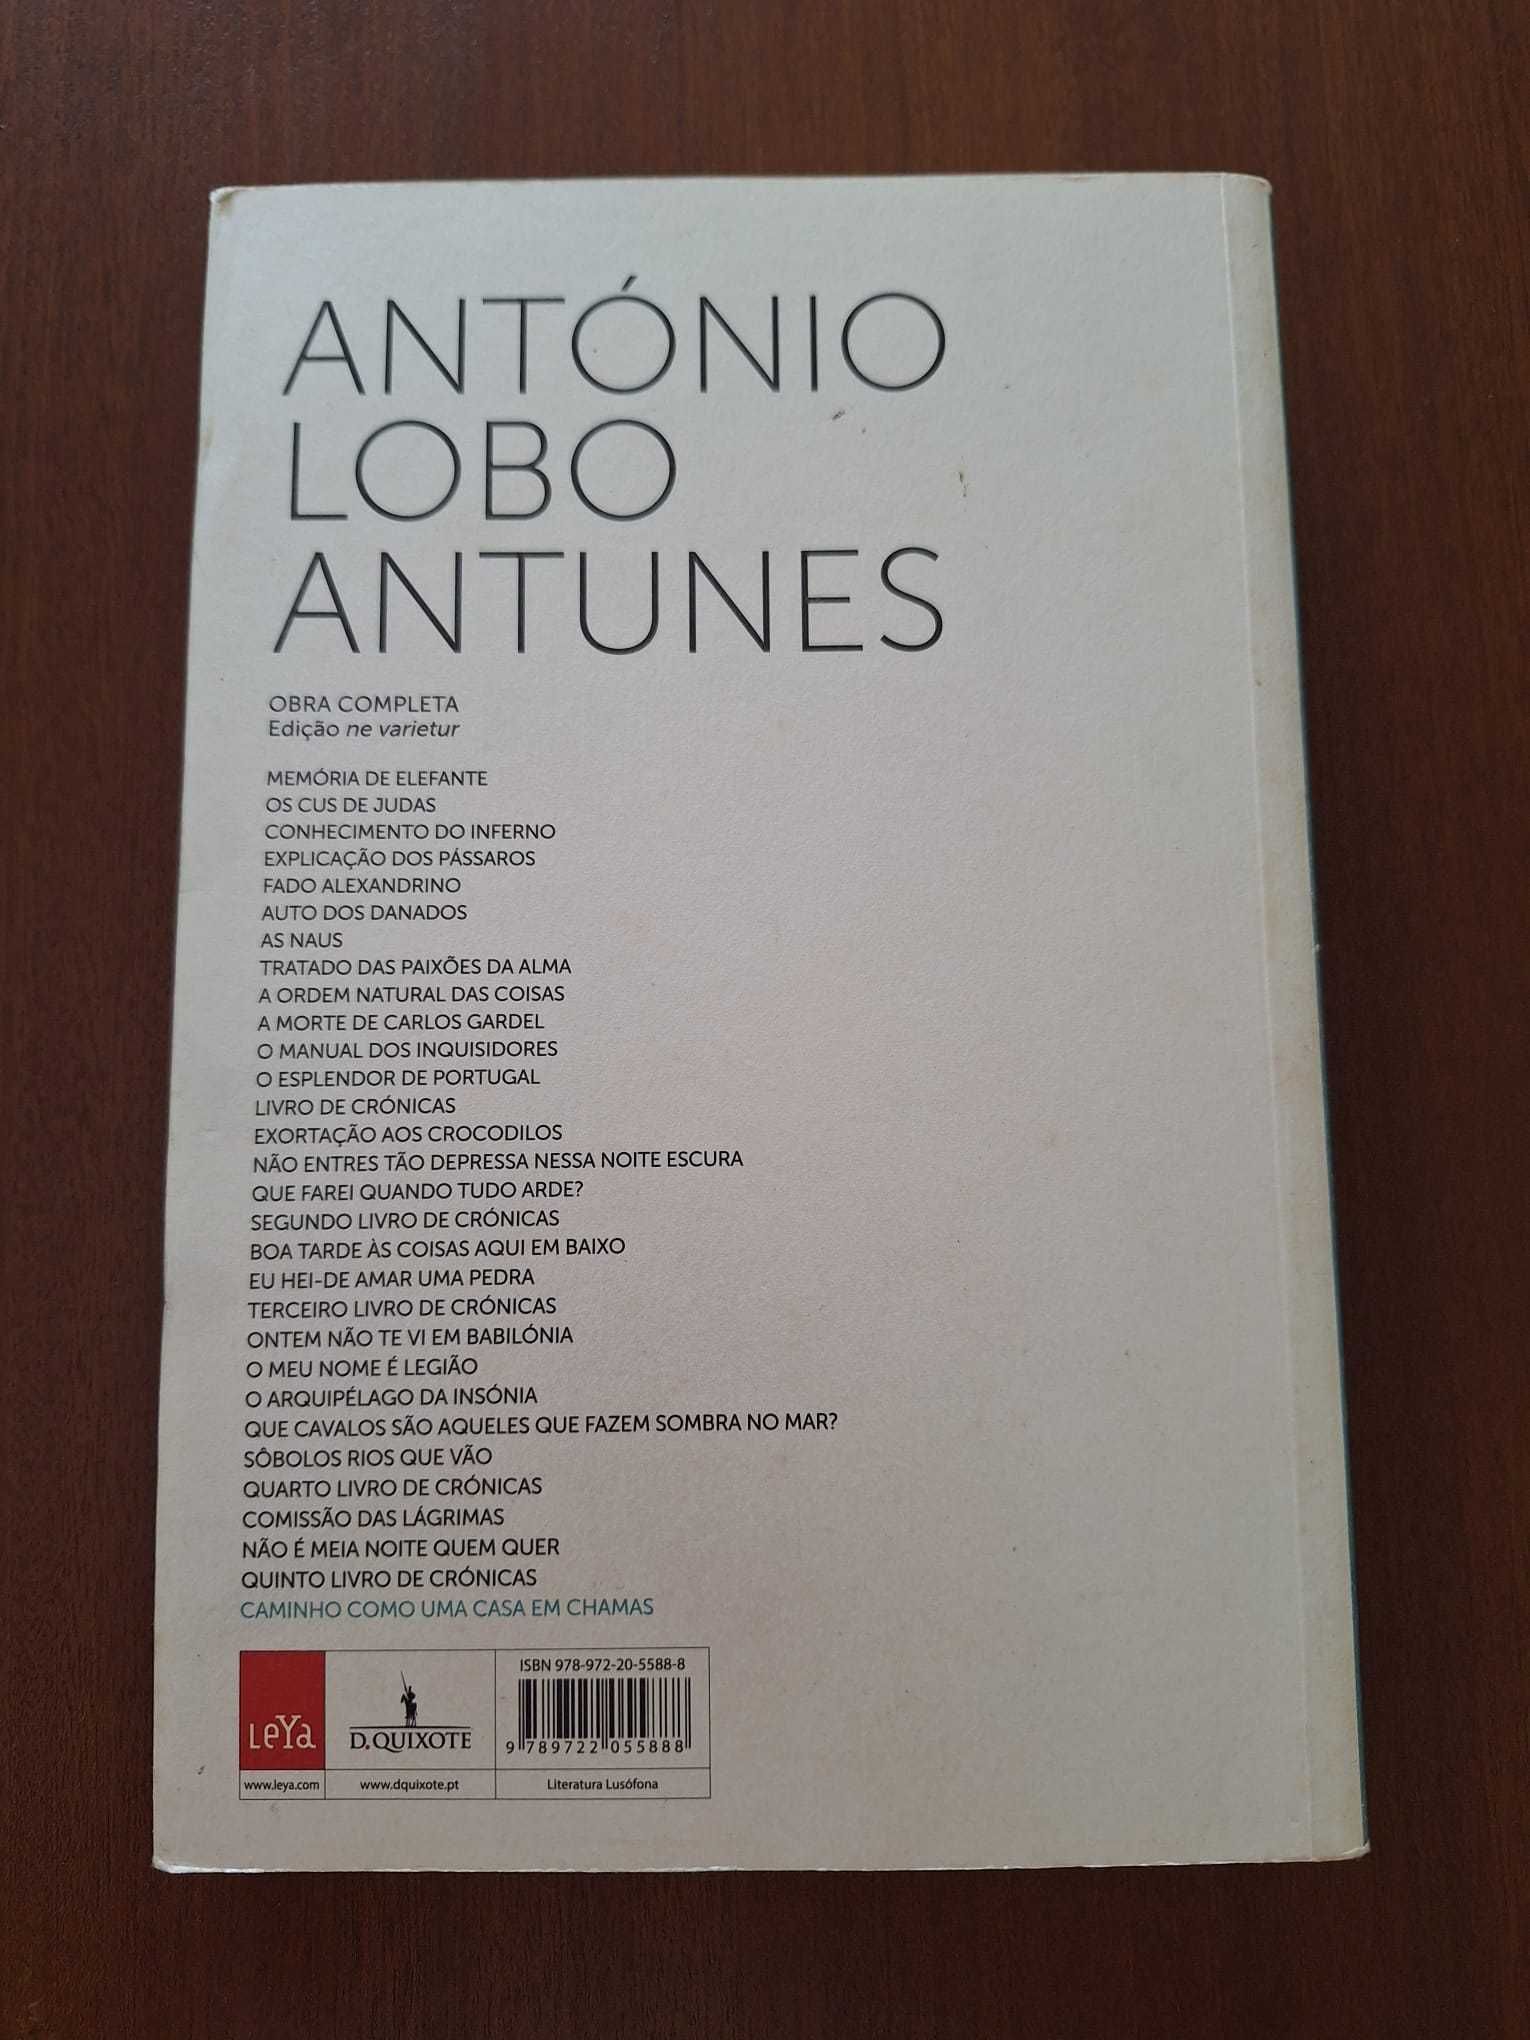 ANTÓNIO
LOBO
ANTUNES
OBRA COMPLETA
Edição ne varietur
MEMÓRIA DE ELEFANTE
OS CUS DE JUDAS
CONHECIMENTO DO INFERNO
EXPLICAÇÃO DOS PÁSSAROS
FADO ALEXANDRINO
AUTO DOS DANADOS
AS NAUS
TRATADO DAS PAIXÕES DA ALMA
A ORDEM NATURAL DAS COISAS
A MORTE DE CARLOS GARDEL
O MANUAL DOS INQUISIDORES
O ESPLENDOR DE PORTUGAL
LIVRO DE CRÓNICAS
EXORTAÇÃO AOS CROCODILOS
NÃO ENTRES TÃO DEPRESSA NESSA NOITE ESCURA
QUE FAREI QUANDO TUDO ARDE?
SEGUNDO LIVRO DE CRÓNICAS
BOA TARDE ÀS COISAS AQUI EM BAIXO
EU HEI-DE AMAR UMA PEDRA
TERCEIRO LIVRO DE CRÓNICAS
ONTEM NÃO TE VI EM BABILÓNIA
O MEU NOME É LEGIÃO
O ARQUIPÉLAGO DA INSÓNIA
QUE CAVALOS SÃO AQUELES QUE FAZEM SOMBRA NO MAR?
SÔBOLOS RIOS QUE VÃO
QUARTO LIVRO DE CRÓNICAS
COMISSÃO DAS LÁGRIMAS
NÃO É MEIA NOITE QUEM QUER
QUINTO LIVRO DE CRÓNICAS
CAMINHO COMO UMA CASA EM CHAMAS
LeYa
www.leya.com
D.QUIXOTE
www.dquixote.pt
ISBN 978-972-20-5588-8
9 789722 055888
Literatura Lusófona